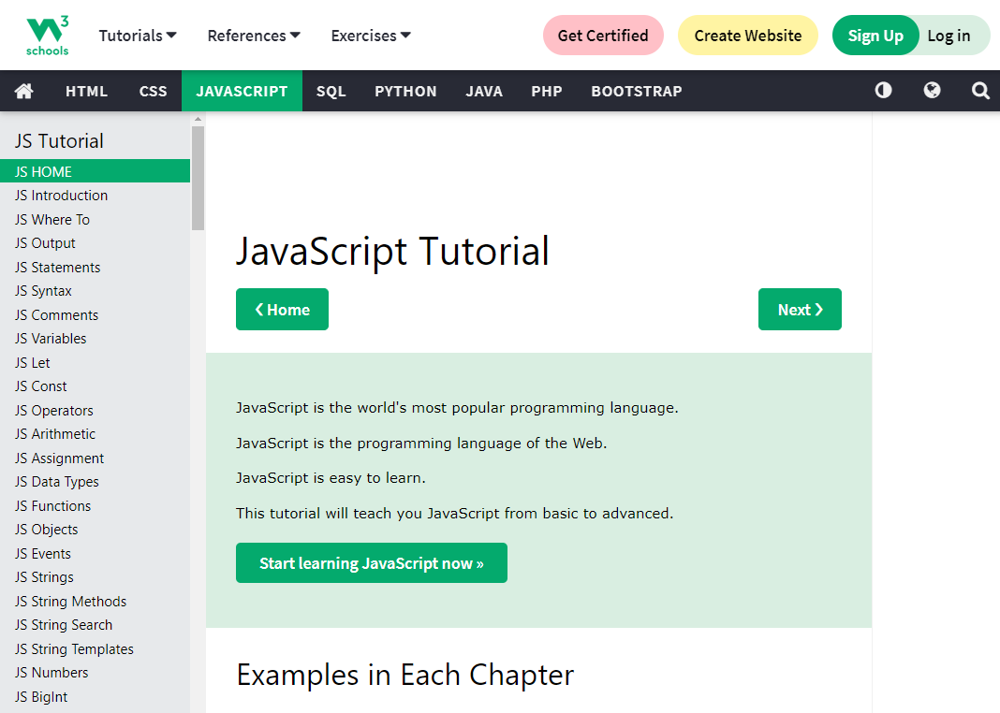 3
schools
Tutorials References Exercises Get Certified Create Website Sign Up Log in
HTML CSS JAVASCRIPT SQL PYTHON JAVA PHP BOOTSTRAP
JS Tutorial
JS HOME
JS Introduction
JS Where To
JS Output
JS Statements
JS Syntax
JS Comments
JS Variables
JS Let
JS Const
JS Operators
JS Arithmetic
JS Assignment
JS Data Types
JS Functions
JS Objects
JS Events
JS Strings
JS String Methods
JS String Search
JS String Templates
JS Numbers
JS BigInt
JavaScript Tutorial
❮ Home Next ❯
JavaScript is the world's most popular programming language.
JavaScript is the programming language of the Web.
JavaScript is easy to learn.
This tutorial will teach you JavaScript from basic to advanced.
Start learning JavaScript now »
Examples in Each Chapter